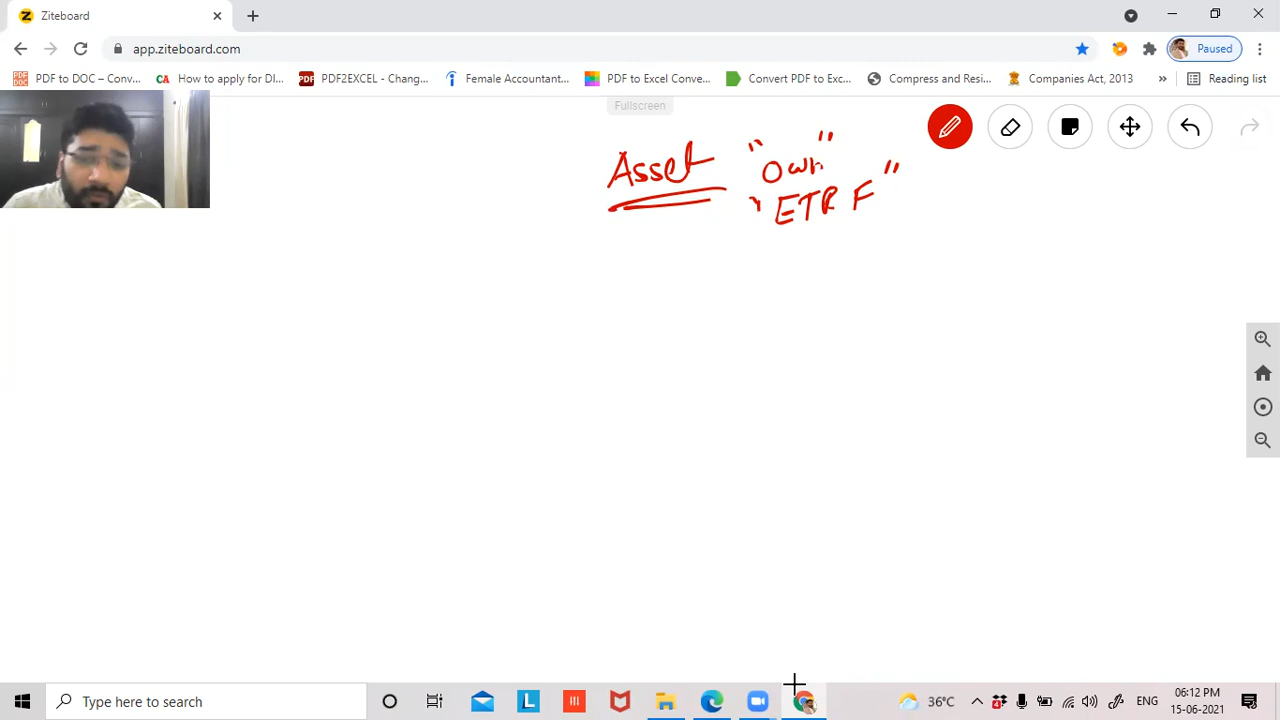 Ziteboard
app.ziteboard.com
Paused
PDF to DOC – Conv...
How to apply for DI...
PDF2EXCEL - Chang...
Female Accountant...
PDF to Excel Conve...
Convert PDF to Exc...
Compress and Resi...
Companies Act, 2013
»
Reading list
Fullscreen
Asset "Own"
"ETR F"
Type here to search
36°C
06:12 PM
15-06-2021